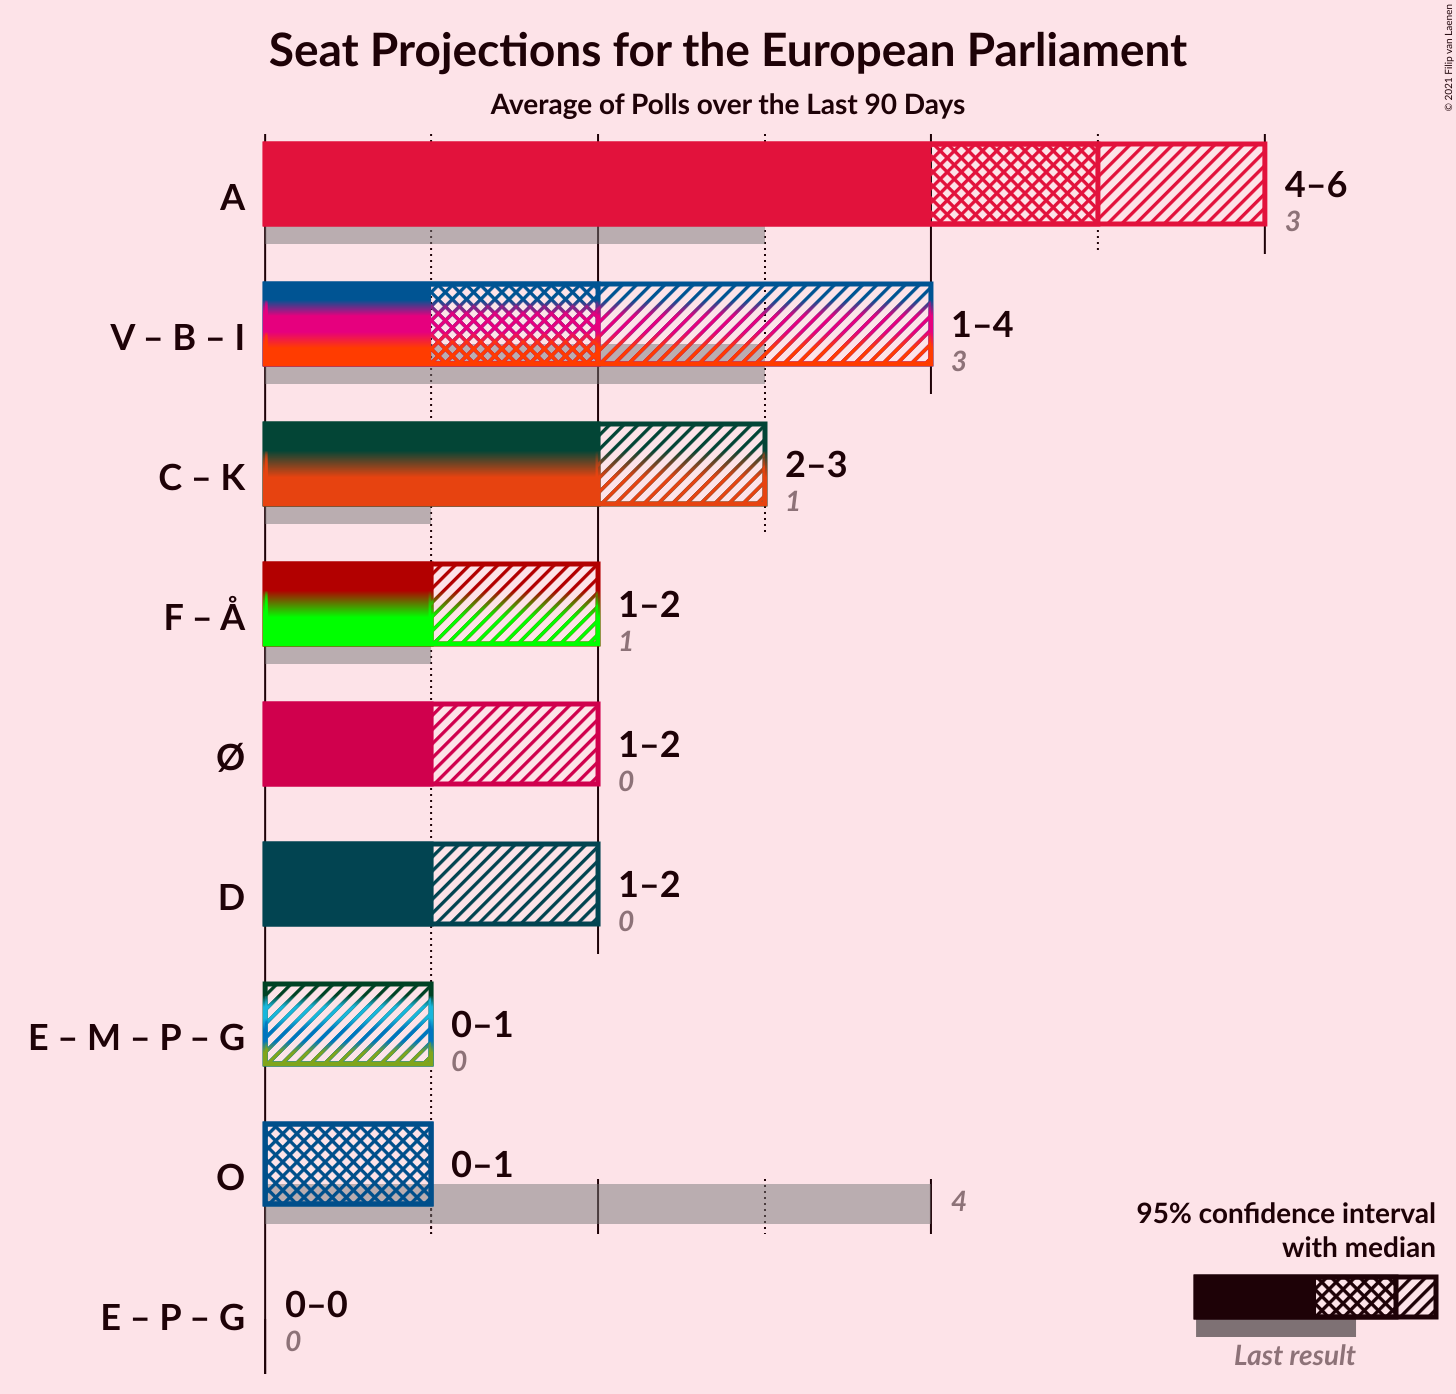 Seat Projections for the European Parliament
Average of Polls over the Last 90 Days
© 2021 Filip van Laenen
A
4–6
3
V – B – I
1–4
3
C – K
2–3
1
F – Å
1–2
1
Ø
1–2
0
D
1–2
0
E – M – P – G
0–1
0
O
0–1
4
E – P – G
0–0
0
95% confidence interval
with median
Last result